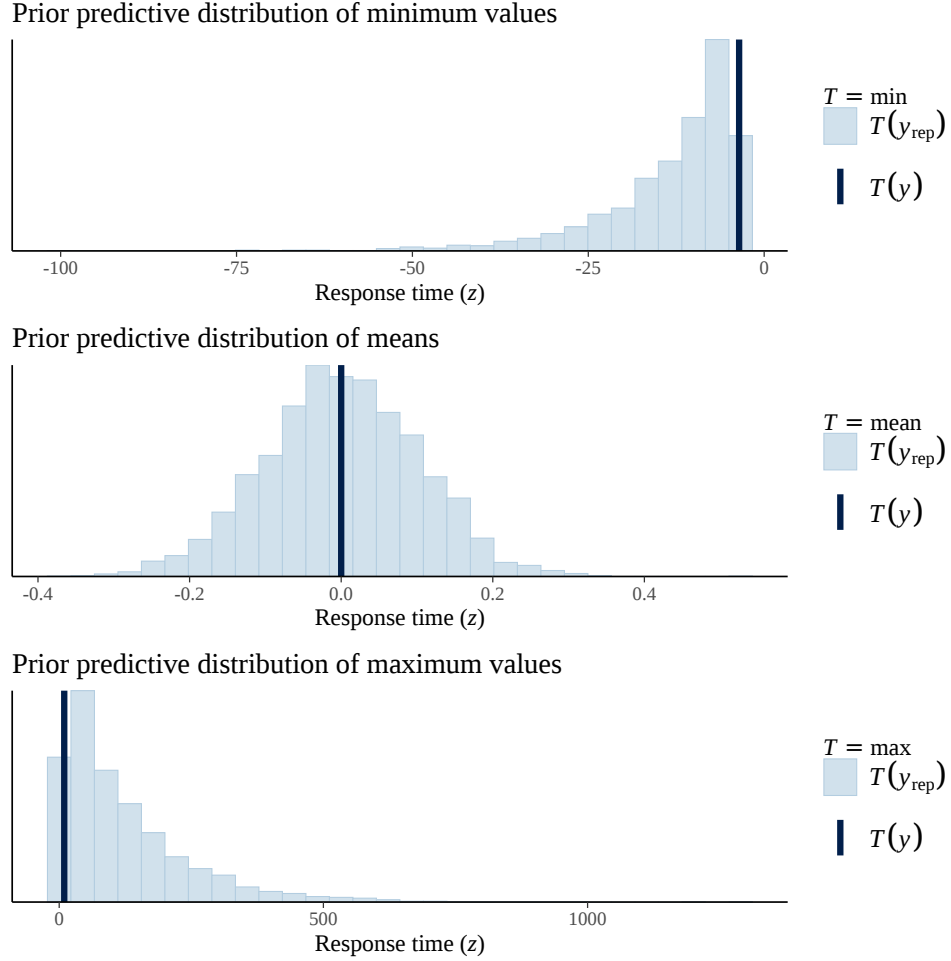 Prior predictive distribution of minimum values
T = min
T(y_rep)
T(y)
-100 -75 -50 -25 0
Response time (z)
Prior predictive distribution of means
T = mean
T(y_rep)
T(y)
-0.4 -0.2 0.0 0.2 0.4
Response time (z)
Prior predictive distribution of maximum values
T = max
T(y_rep)
T(y)
0 500 1000
Response time (z)